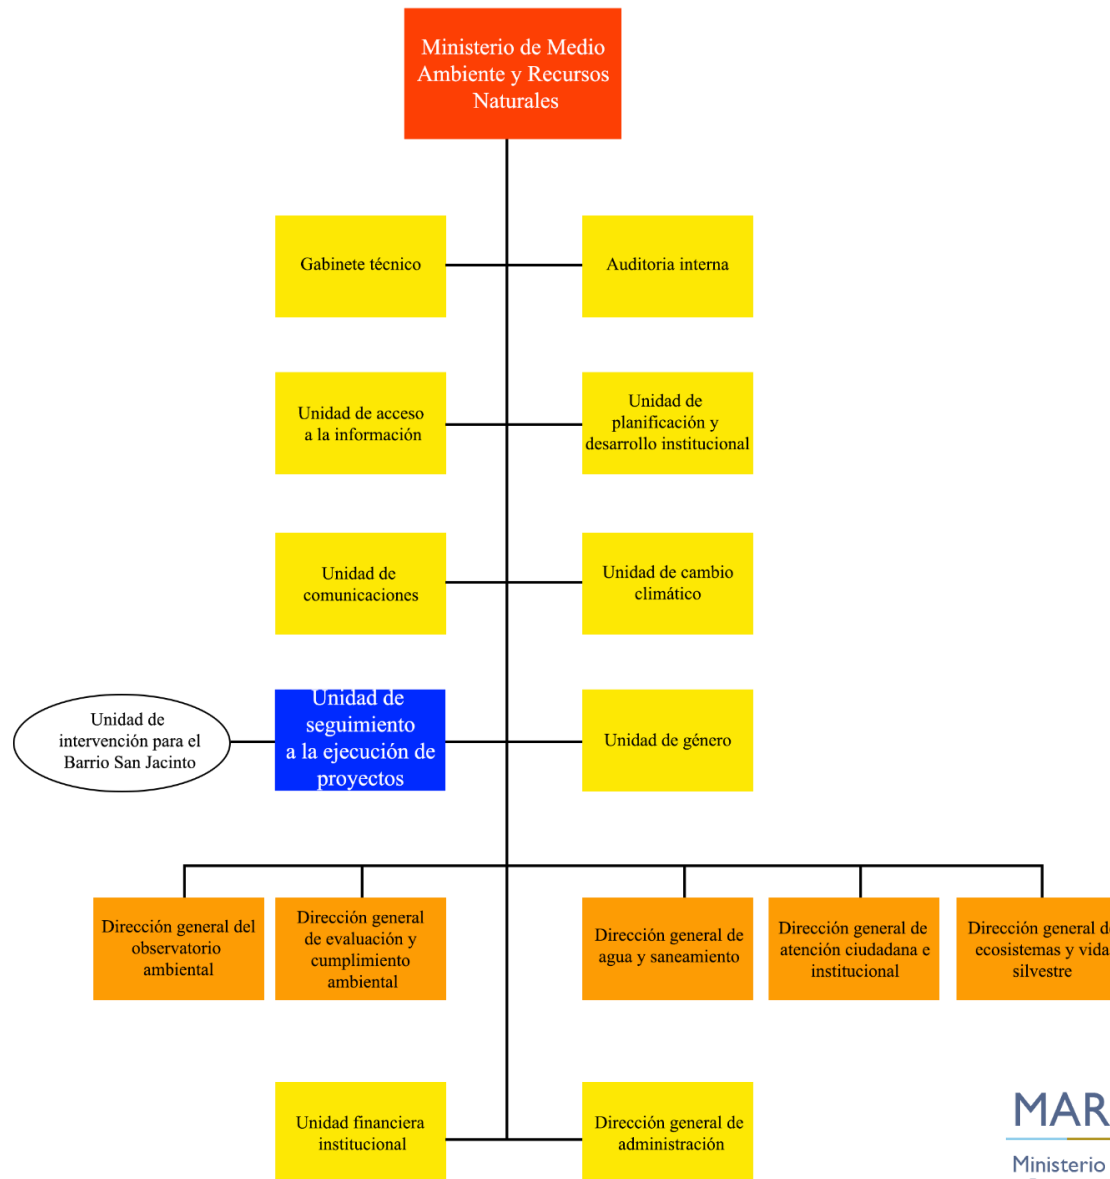 Ministerio de Medio
Ambiente y Recursos
Naturales
Gabinete técnico
Auditoria interna
Unidad de acceso
a la información
Unidad de
planificación y
desarrollo institucional
Unidad de
comunicaciones
Unidad de cambio
climático
Unidad de
intervención para el
Barrio San Jacinto
Unidad de
seguimiento
a la ejecución de
proyectos
Unidad de género
Dirección general del
observatorio
ambiental
Dirección general
de evaluación y
cumplimiento
ambiental
Dirección general de
agua y saneamiento
Dirección general de
atención ciudadana e
institucional
Dirección general de
ecosistemas y vida
silvestre
Unidad financiera
institucional
Dirección general de
administración
MAR
Ministerio